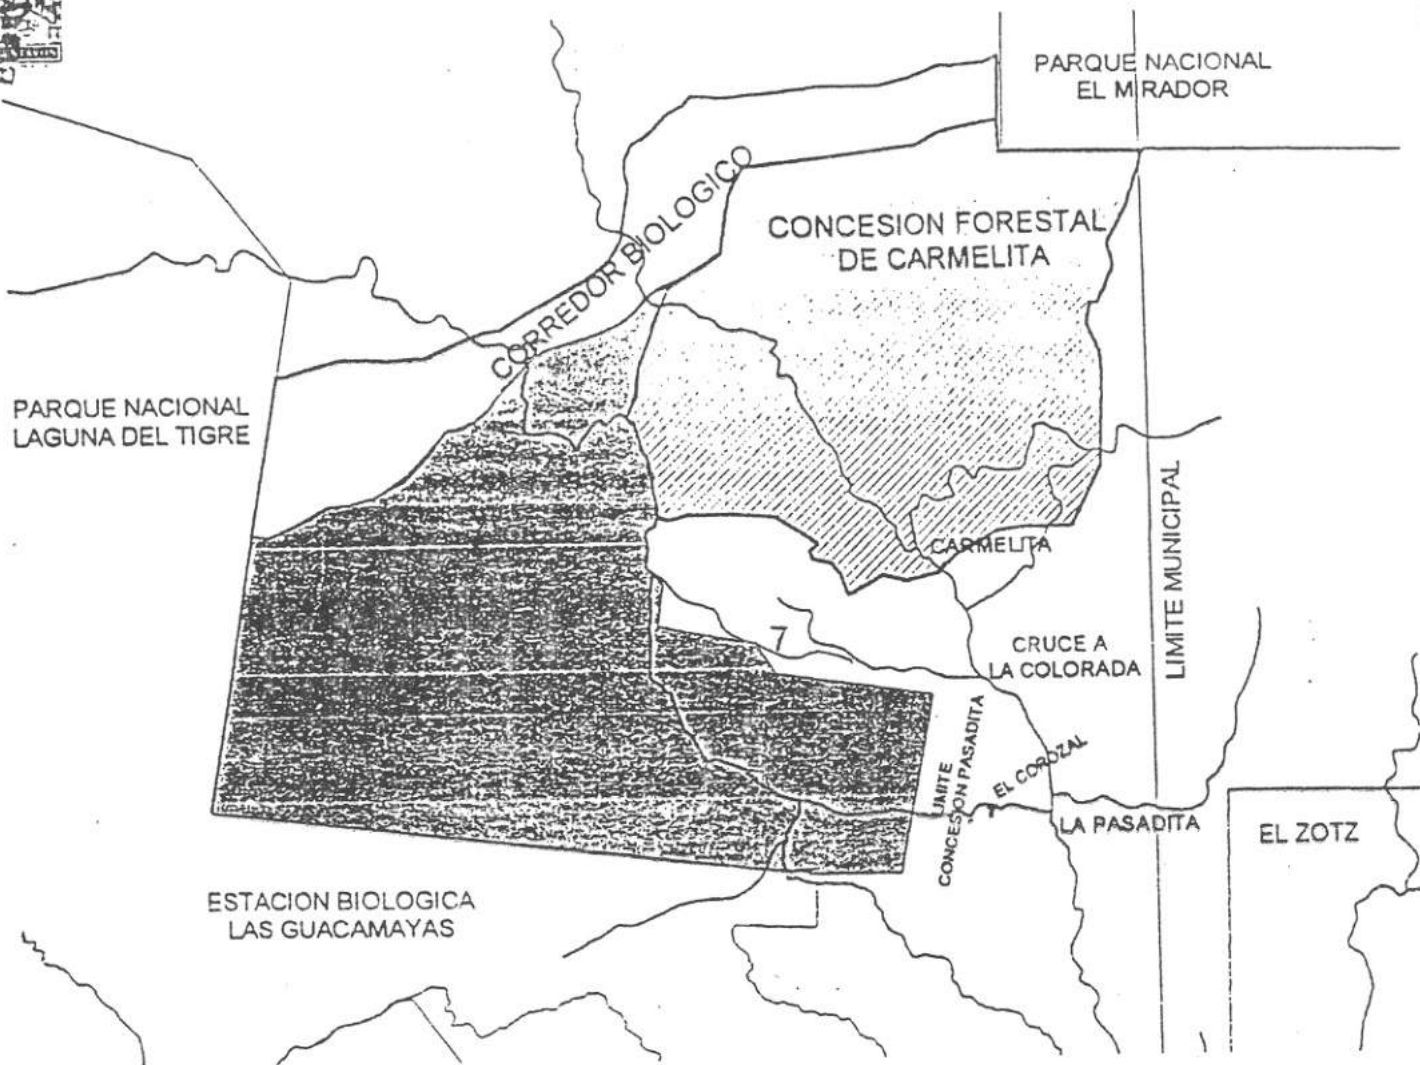 PARQUE NACIONAL
EL MIRADOR
CORREDOR BIOLOGICO
CONCESION FORESTAL
DE CARMELITA
PARQUE NACIONAL
LAGUNA DEL TIGRE
CARMELITA
LIMITE MUNICIPAL
7
CRUCE A
LA COLORADA
LIMITE
CONCESION PASADITA
EL COROZAL
LA PASADITA
EL ZOTZ
ESTACION BIOLOGICA
LAS GUACAMAYAS